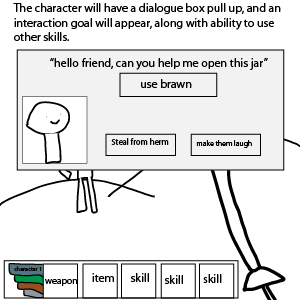 The character will have a dialogue box pull up, and an
interaction goal will appear, along with ability to use
other skills.
“hello friend, can you help me open this jar”
use brawn
Steal from herm
make them laugh
character 1
weapon
item
skill
skill
skill